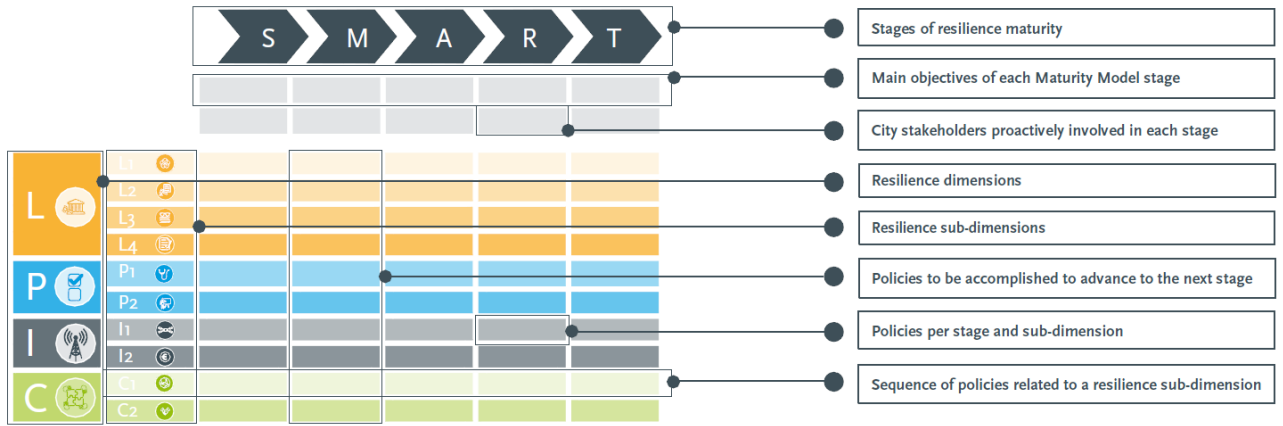 S M A R T
Stages of resilience maturity
Main objectives of each Maturity Model stage
City stakeholders proactively involved in each stage
L
L1
L2
L3
L4
P
P1
P2
I
I1
I2
C
C1
C2
Resilience dimensions
Resilience sub-dimensions
Policies to be accomplished to advance to the next stage
Policies per stage and sub-dimension
Sequence of policies related to a resilience sub-dimension